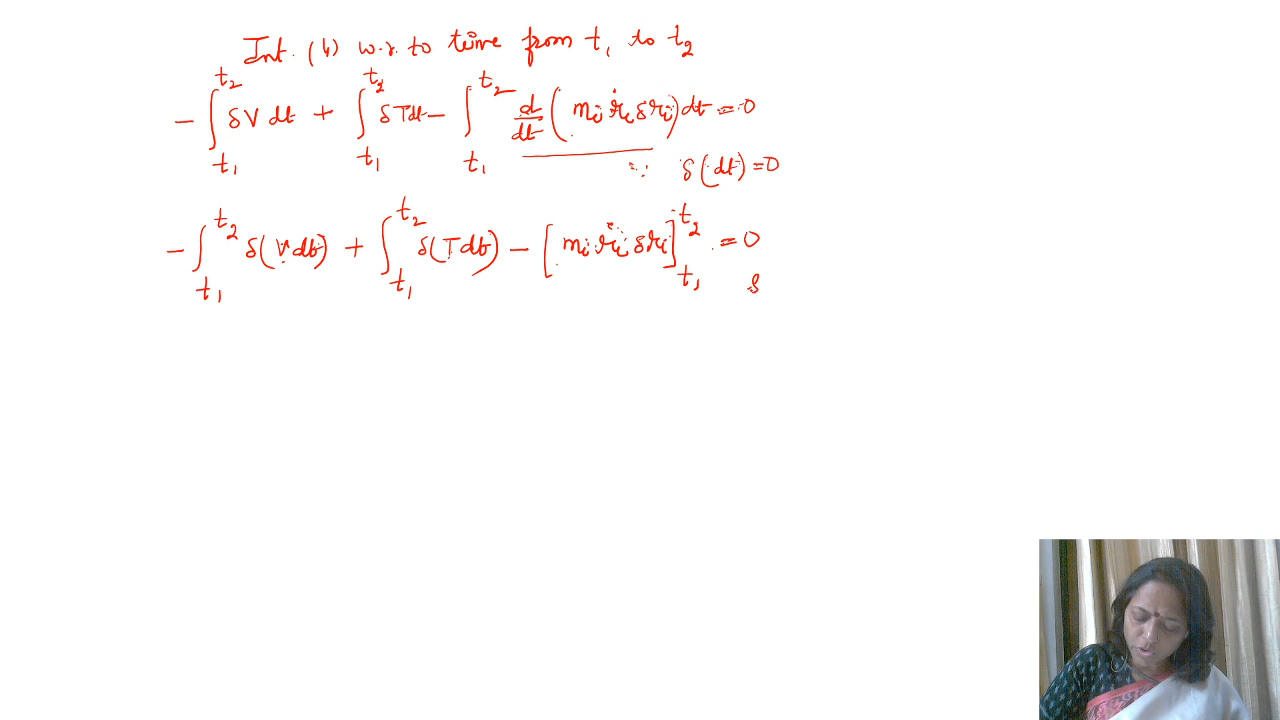 Int. (4) w.r. to time from t₁ to t₂
- ∫_{t₁}^{t₂} δV dt + ∫_{t₁}^{t₂} δT dt - ∫_{t₁}^{t₂} d/dt (mᵢ ṙᵢ δrᵢ) dt = 0
∵ δ(dt) = 0
- ∫_{t₁}^{t₂} δ(V dt) + ∫_{t₁}^{t₂} δ(T dt) - [mᵢ ṙᵢ δrᵢ]_{t₁}^{t₂} = 0